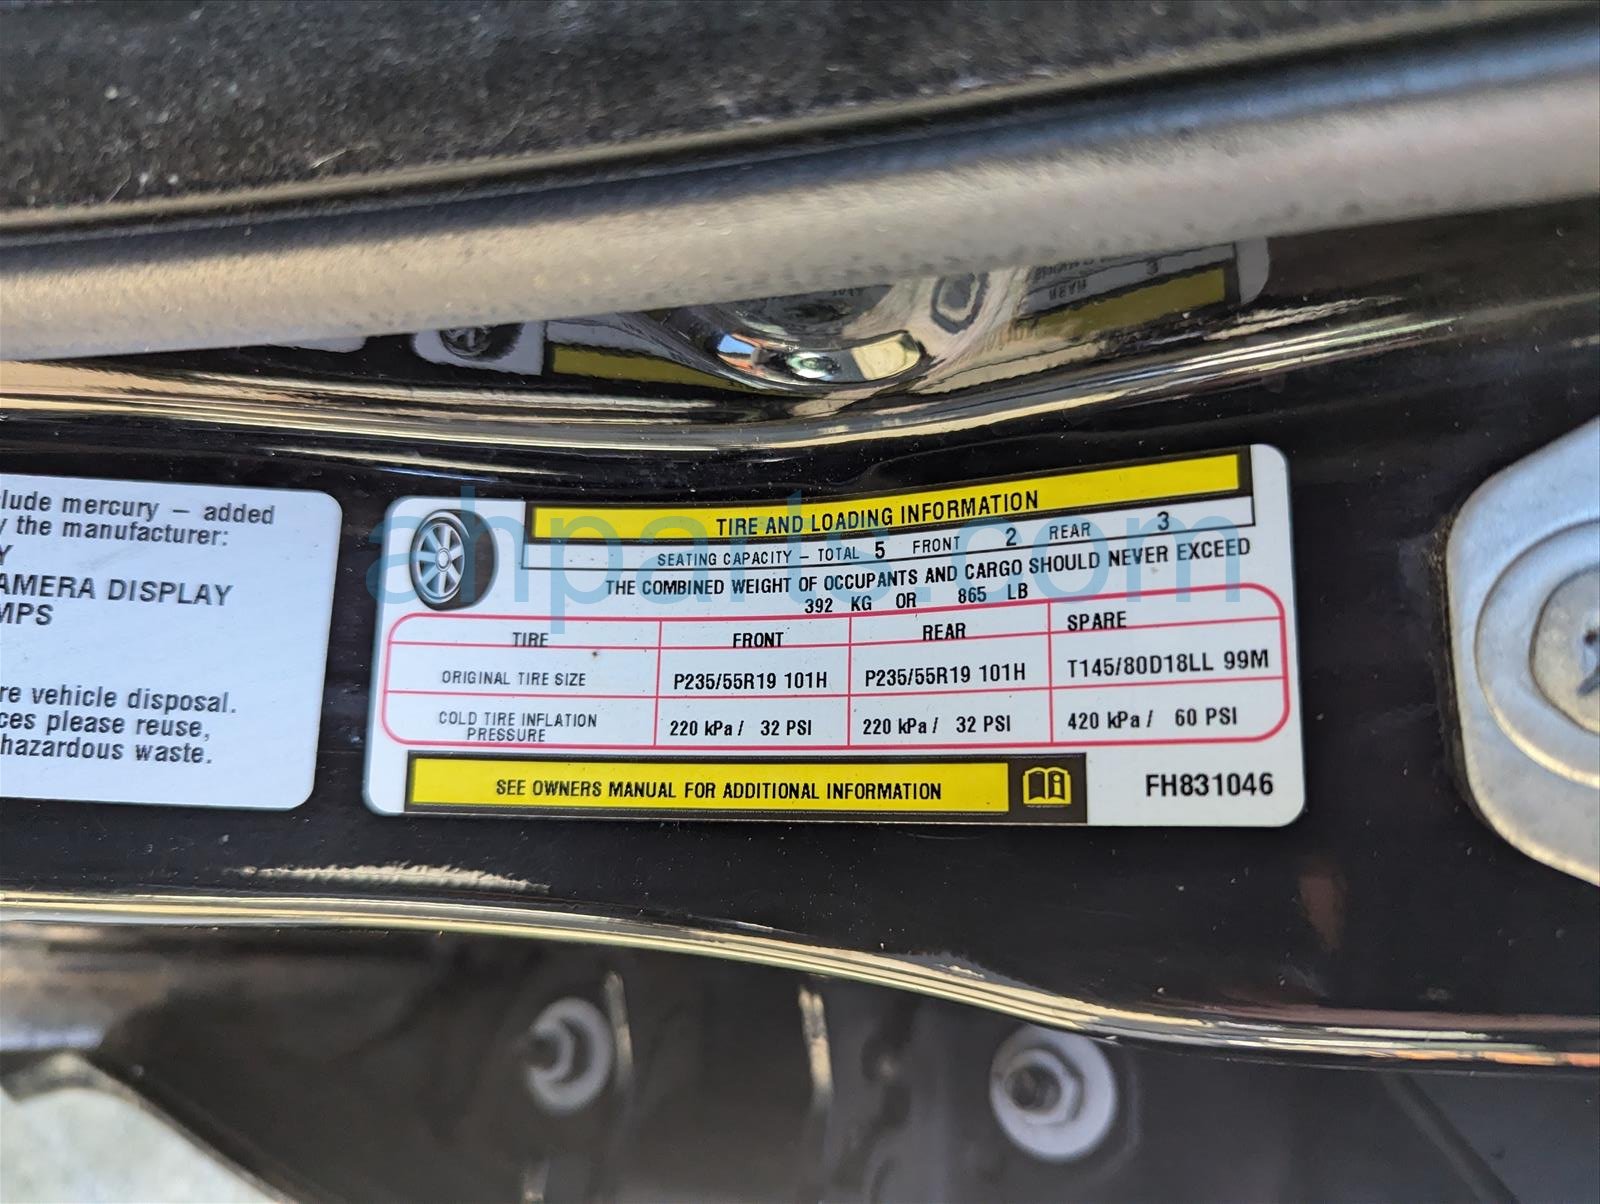 lude mercury – added
the manufacturer:
Y
AMERA DISPLAY
MPS
re vehicle disposal.
ces please reuse,
hazardous waste.
TIRE AND LOADING INFORMATION
SEATING CAPACITY – TOTAL 5 FRONT 2 REAR 3
THE COMBINED WEIGHT OF OCCUPANTS AND CARGO SHOULD NEVER EXCEED
392 KG OR 865 LB
TIRE FRONT REAR SPARE
ORIGINAL TIRE SIZE P235/55R19 101H P235/55R19 101H T145/80D18LL 99M
COLD TIRE INFLATION
PRESSURE 220 kPa / 32 PSI 220 kPa / 32 PSI 420 kPa / 60 PSI
SEE OWNERS MANUAL FOR ADDITIONAL INFORMATION
FH831046
ahparts.com